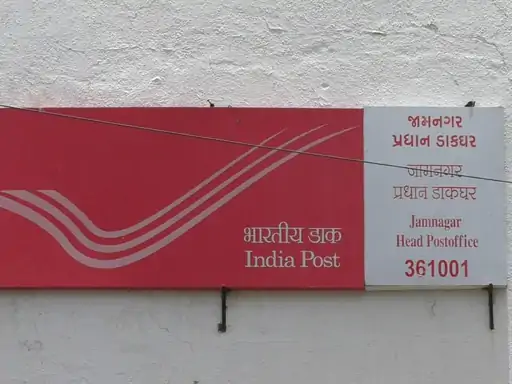 भारतीय डाक
India Post
જામનગર
પ્રધાન ડાકઘર
जामनगर
प्रधान डाकघर
Jamnagar
Head Postoffice
361001